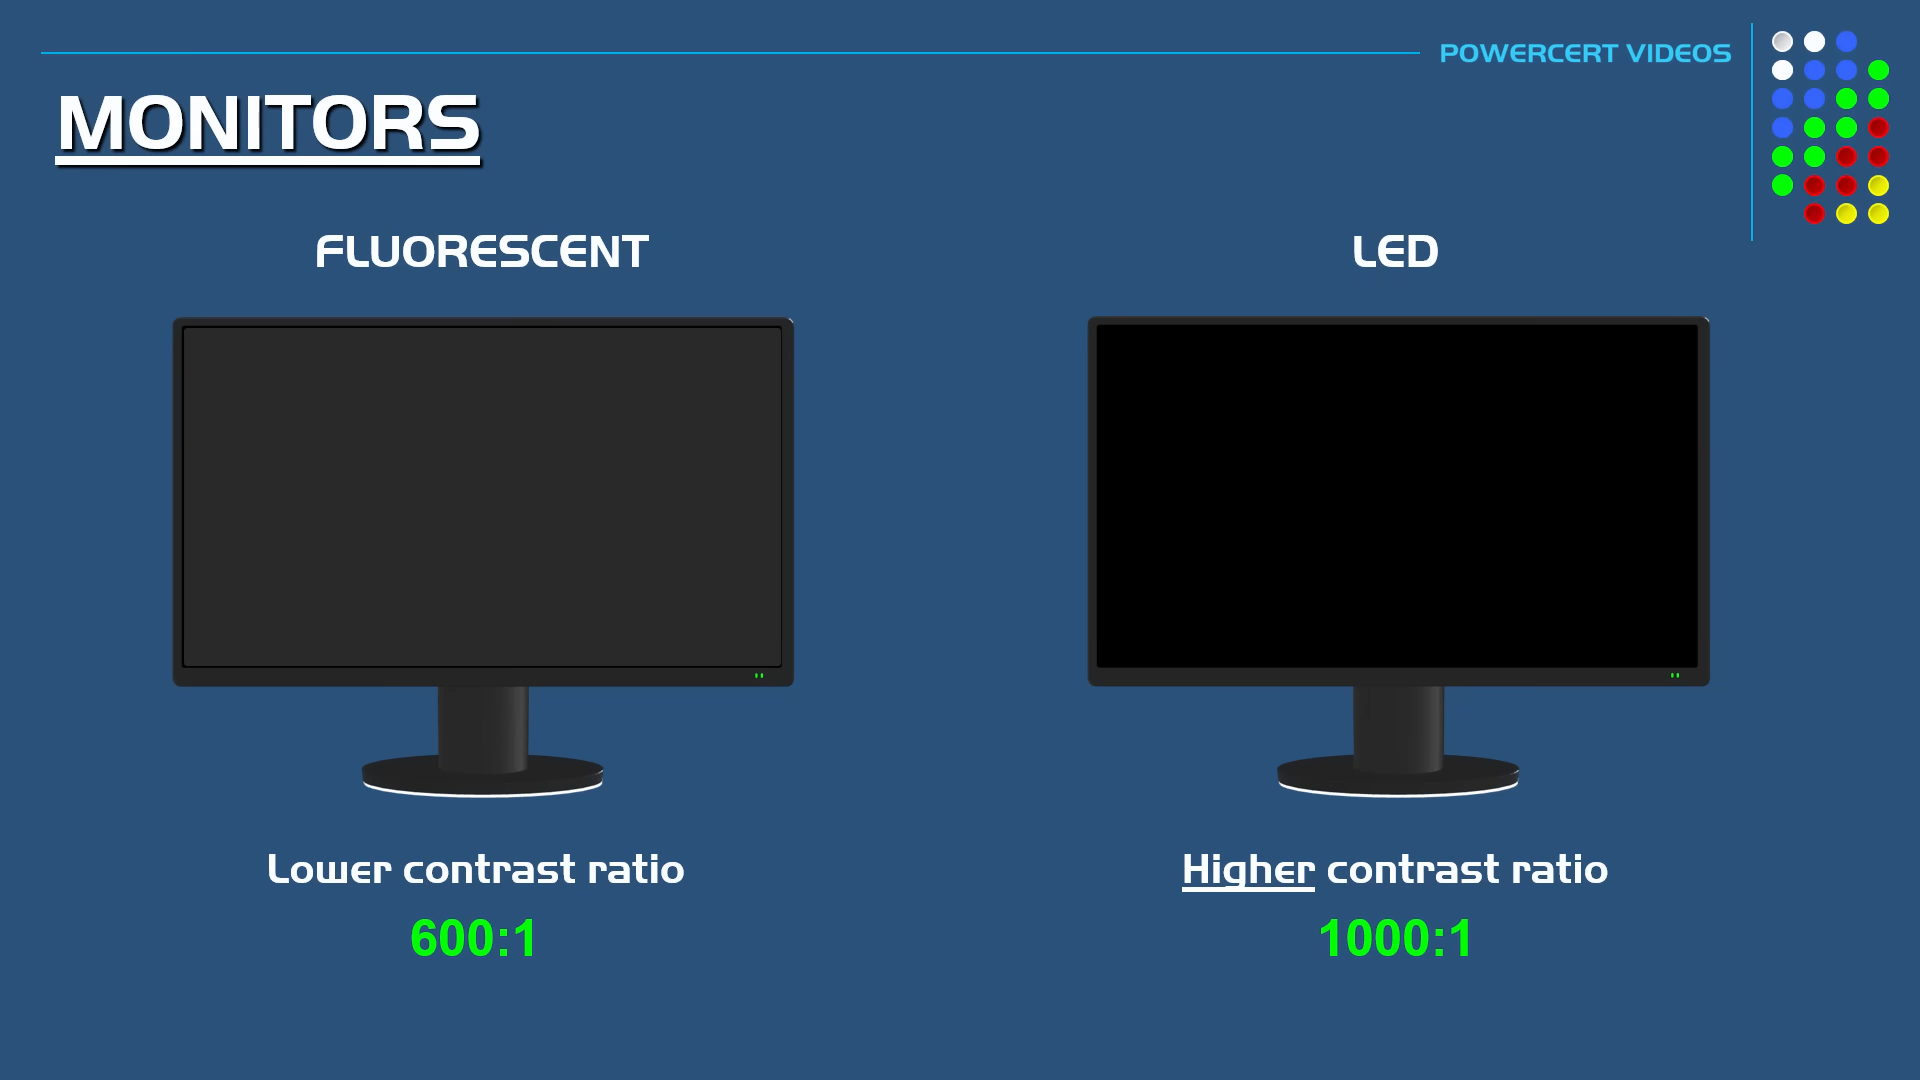 POWERCERT VIDEOS
MONITORS
FLUORESCENT
LED
Lower contrast ratio
Higher contrast ratio
600:1
1000:1